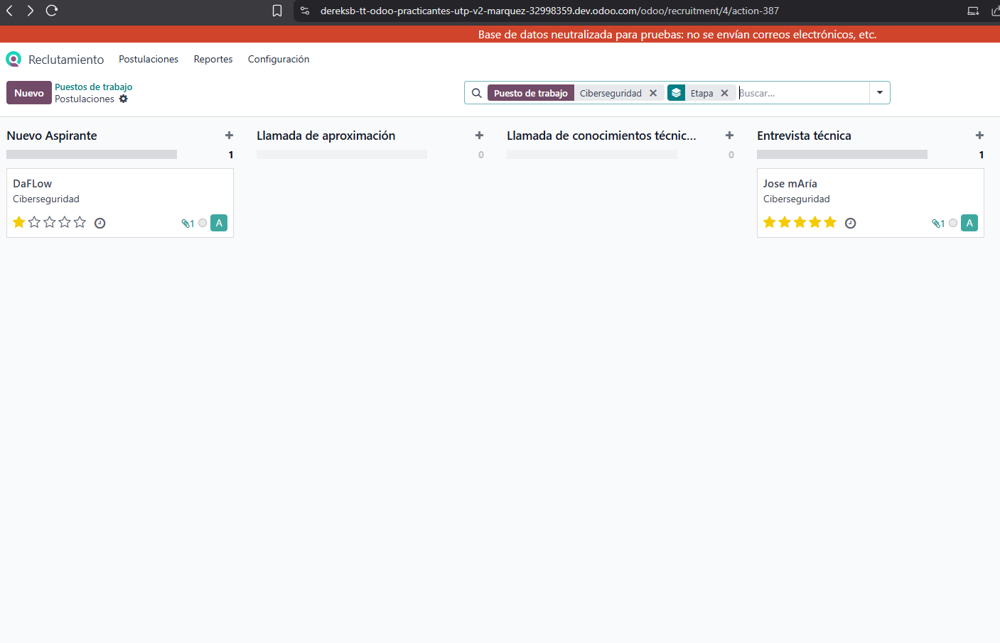 dereksb-tt-odoo-practicantes-utp-v2-marquez-32998359.dev.odoo.com/odoo/recruitment/4/action-387
Base de datos neutralizada para pruebas: no se envían correos electrónicos, etc.
Reclutamiento Postulaciones Reportes Configuración
Nuevo
Puestos de trabajo
Postulaciones
Puesto de trabajo Ciberseguridad Etapa Buscar...
Nuevo Aspirante
1
DaFLow
Ciberseguridad
1 A
Llamada de aproximación
0
Llamada de conocimientos técnic...
0
Entrevista técnica
1
Jose mAría
Ciberseguridad
1 A